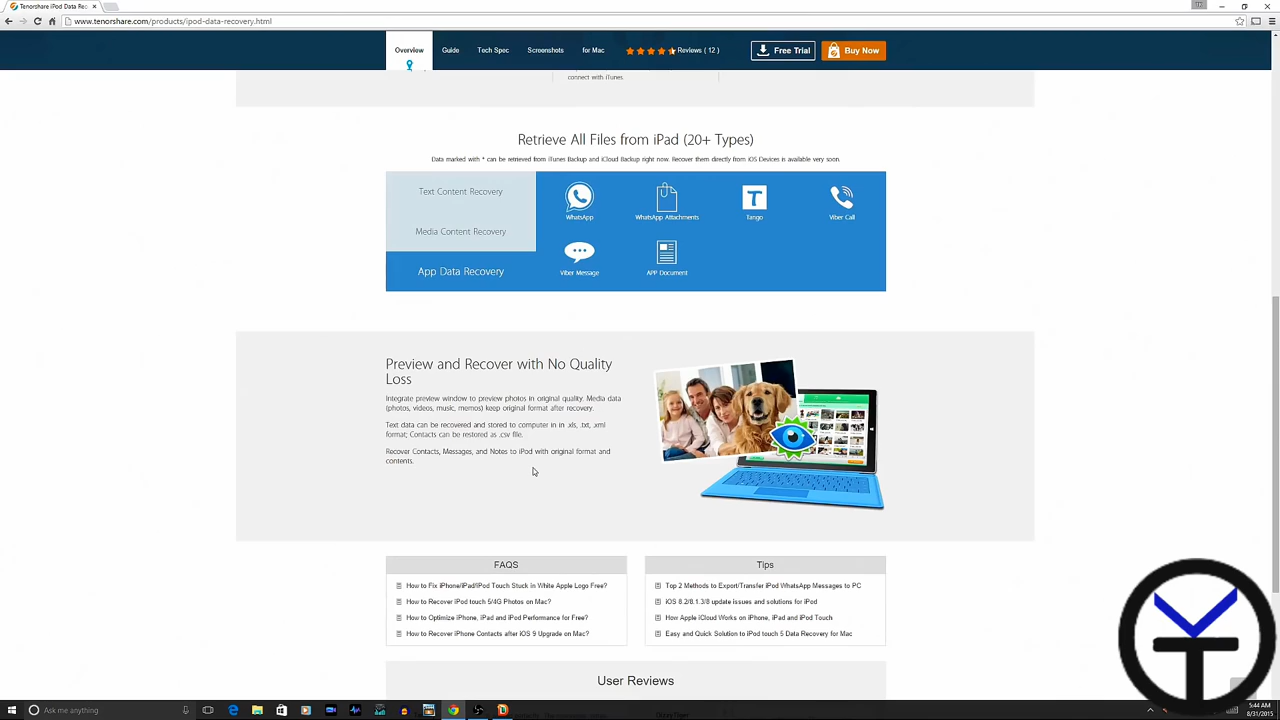 Tenorshare iPod Data Rec
www.tenorshare.com/products/ipod-data-recovery.html
Overview
Guide
Tech Spec
Screenshots
for Mac
Reviews ( 12 )
Free Trial
Buy Now
connect with iTunes.
Retrieve All Files from iPad (20+ Types)
Data marked with * can be retrieved from iTunes Backup and iCloud Backup right now. Recover them directly from iOS Devices is available very soon.
Text Content Recovery
Media Content Recovery
App Data Recovery
WhatsApp
WhatsApp Attachments
Tango
Viber Call
Viber Message
APP Document
Preview and Recover with No Quality
Loss
Integrate preview window to preview photos in original quality. Media data
(photos, videos, music, memos) keep original format after recovery.
Text data can be recovered and stored to computer in in .xls, .txt, .xml
format; Contacts can be restored as .csv file.
Recover Contacts, Messages, and Notes to iPod with original format and
contents.
FAQS
How to Fix iPhone/iPad/iPod Touch Stuck in White Apple Logo Free?
How to Recover iPod touch 5/4G Photos on Mac?
How to Optimize iPhone, iPad and iPod Performance for Free?
How to Recover iPhone Contacts after iOS 9 Upgrade on Mac?
Tips
Top 2 Methods to Export/Transfer iPod WhatsApp Messages to PC
iOS 8.2/8.1.3/8 update issues and solutions for iPod
How Apple iCloud Works on iPhone, iPad and iPod Touch
Easy and Quick Solution to iPod touch 5 Data Recovery for Mac
User Reviews
Ask me anything
5:44 AM
8/31/2015